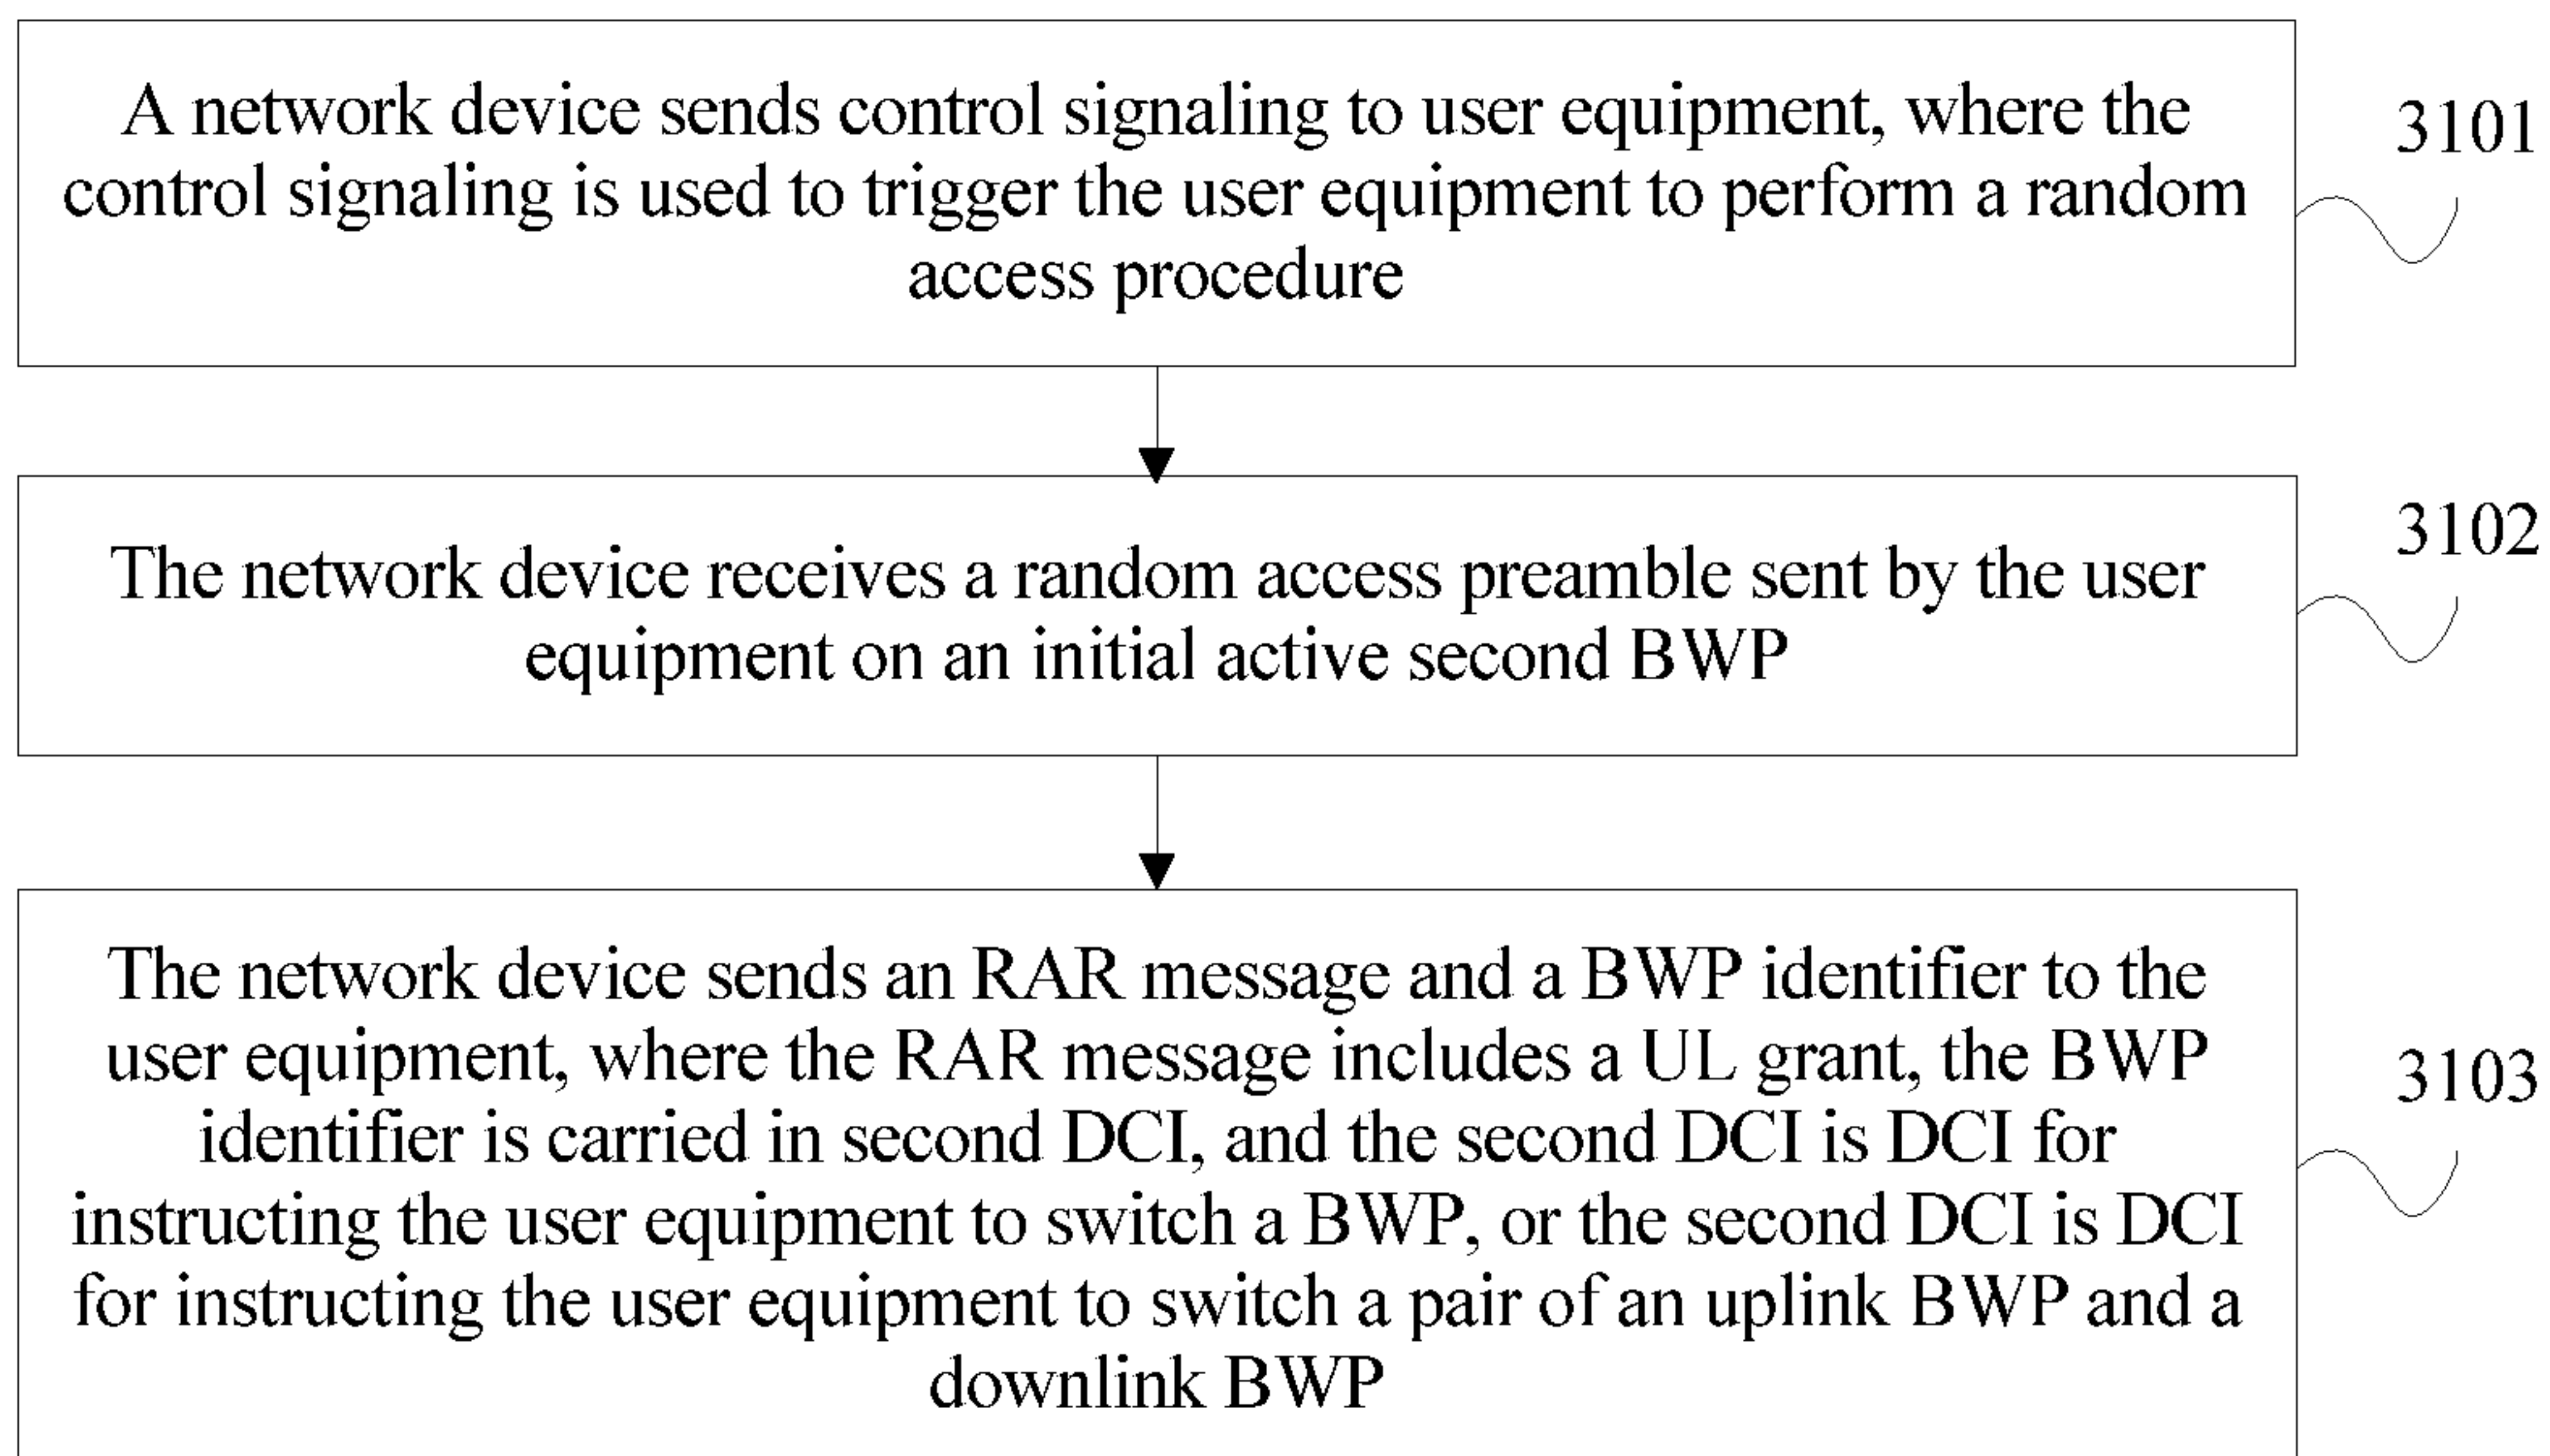 A network device sends control signaling to user equipment, where the
control signaling is used to trigger the user equipment to perform a random
access procedure
3101
The network device receives a random access preamble sent by the user
equipment on an initial active second BWP
3102
The network device sends an RAR message and a BWP identifier to the
user equipment, where the RAR message includes a UL grant, the BWP
identifier is carried in second DCI, and the second DCI is DCI for
instructing the user equipment to switch a BWP, or the second DCI is DCI
for instructing the user equipment to switch a pair of an uplink BWP and a
downlink BWP
3103